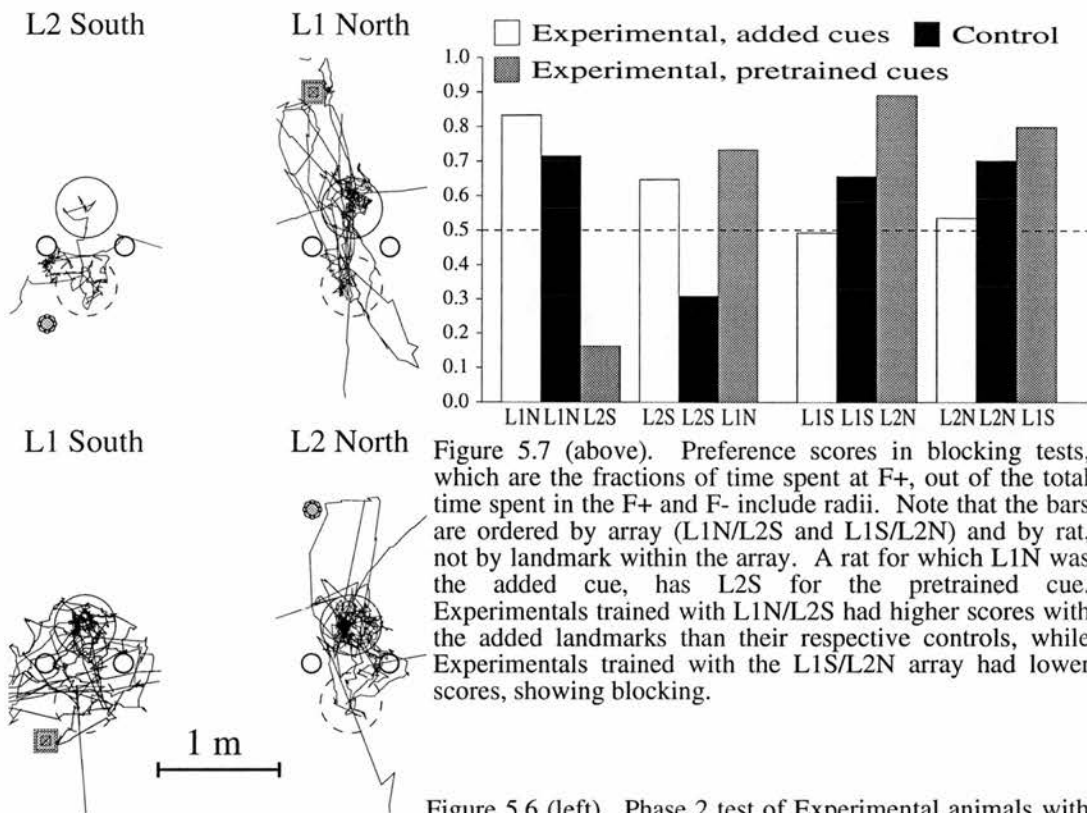 L2 South
L1 North
Experimental, added cues
Control
Experimental, pretrained cues
1.0
0.9
0.8
0.7
0.6
0.5
0.4
0.3
0.2
0.1
0.0
L1N L1N L2S
L2S L2S L1N
L1S L1S L2N
L2N L2N L1S
L1 South
L2 North
1 m
Figure 5.7 (above). Preference scores in blocking tests,
which are the fractions of time spent at F+, out of the total
time spent in the F+ and F- include radii. Note that the bars
are ordered by array (L1N/L2S and L1S/L2N) and by rat,
not by landmark within the array. A rat for which L1N was
the added cue, has L2S for the pretrained cue.
Experimentals trained with L1N/L2S had higher scores with
the added landmarks than their respective controls, while
Experimentals trained with the L1S/L2N array had lower
scores, showing blocking.
Figure 5.6 (left). Phase 2 test of Experimental animals with